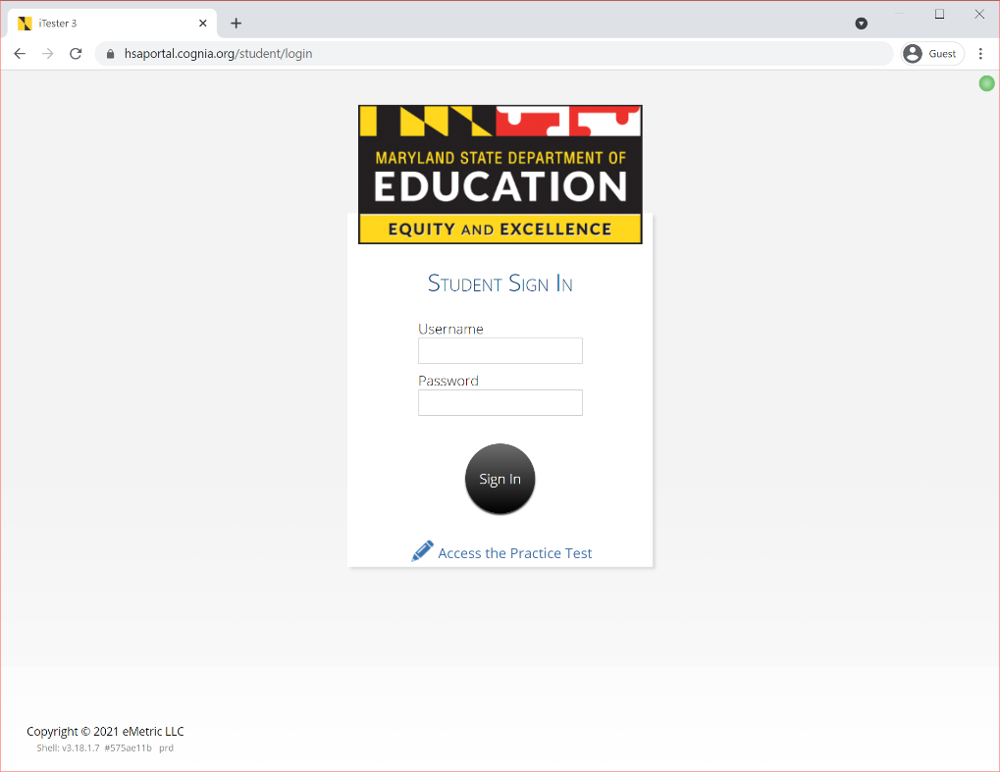 iTester 3
hsaportal.cognia.org/student/login
Guest
MARYLAND STATE DEPARTMENT OF
EDUCATION
EQUITY AND EXCELLENCE
Student Sign In
Username
Password
Sign In
Access the Practice Test
Copyright © 2021 eMetric LLC
Shell: v3.18.1.7 #575ae11b prd